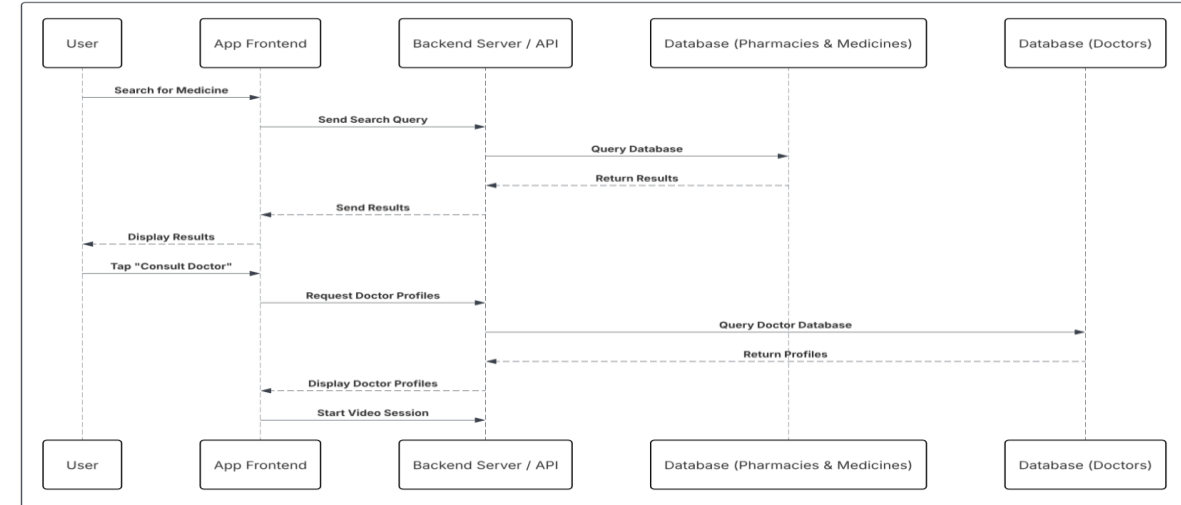 User
App Frontend
Backend Server / API
Database (Pharmacies & Medicines)
Database (Doctors)
Search for Medicine
Send Search Query
Query Database
Return Results
Send Results
Display Results
Tap "Consult Doctor"
Request Doctor Profiles
Query Doctor Database
Return Profiles
Display Doctor Profiles
Start Video Session
User
App Frontend
Backend Server / API
Database (Pharmacies & Medicines)
Database (Doctors)